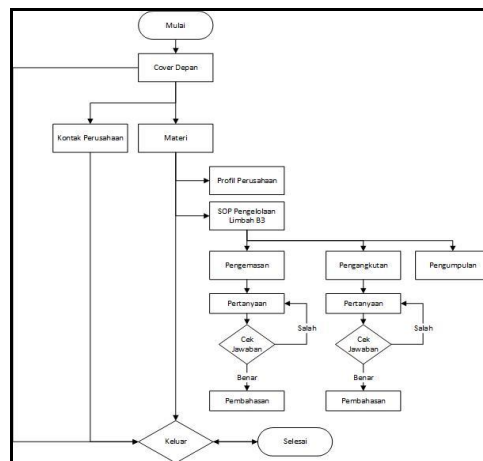 Mulai
Cover Depan
Kontak Perusahaan
Materi
Profil Perusahaan
SOP Pengelolaan
Limbah B3
Pengemasan
Pengangkutan
Pengumpulan
Pertanyaan
Pertanyaan
Salah
Salah
Cek
Jawaban
Cek
Jawaban
Benar
Benar
Pembahasan
Pembahasan
Keluar
Selesai